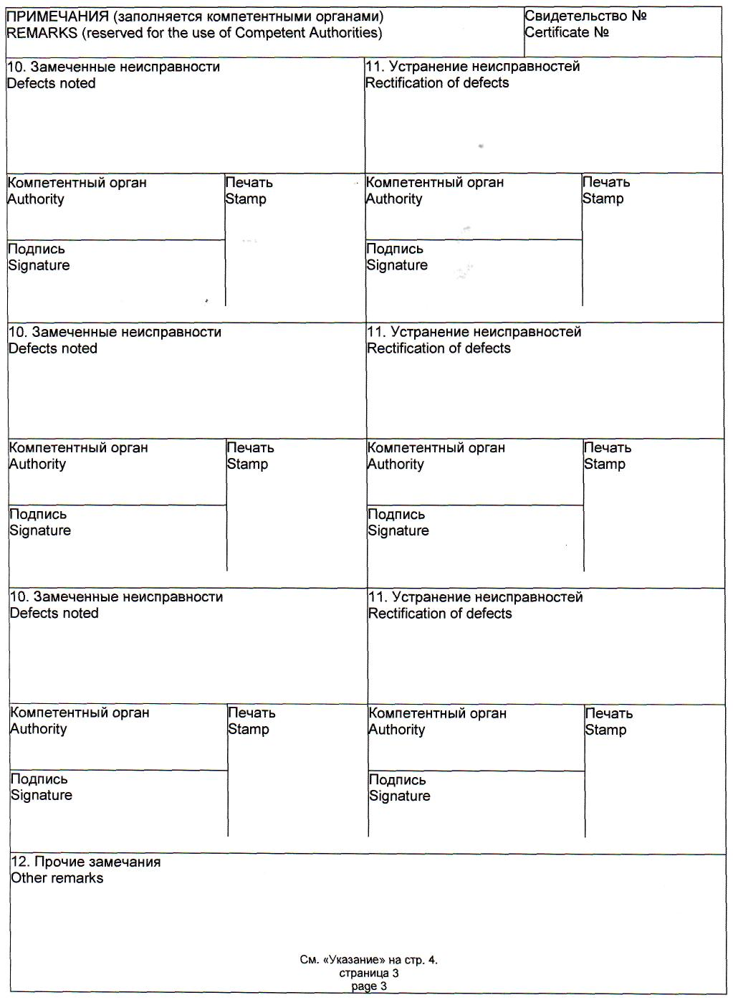 ПРИМЕЧАНИЯ (заполняется компетентными органами)
REMARKS (reserved for the use of Competent Authorities)
Свидетельство №
Certificate №
10. Замеченные неисправности
Defects noted
11. Устранение неисправностей
Rectification of defects
Компетентный орган
Authority
Печать
Stamp
Компетентный орган
Authority
Печать
Stamp
Подпись
Signature
Подпись
Signature
10. Замеченные неисправности
Defects noted
11. Устранение неисправностей
Rectification of defects
Компетентный орган
Authority
Печать
Stamp
Компетентный орган
Authority
Печать
Stamp
Подпись
Signature
Подпись
Signature
10. Замеченные неисправности
Defects noted
11. Устранение неисправностей
Rectification of defects
Компетентный орган
Authority
Печать
Stamp
Компетентный орган
Authority
Печать
Stamp
Подпись
Signature
Подпись
Signature
12. Прочие замечания
Other remarks
См. «Указание» на стр. 4.
страница 3
page 3